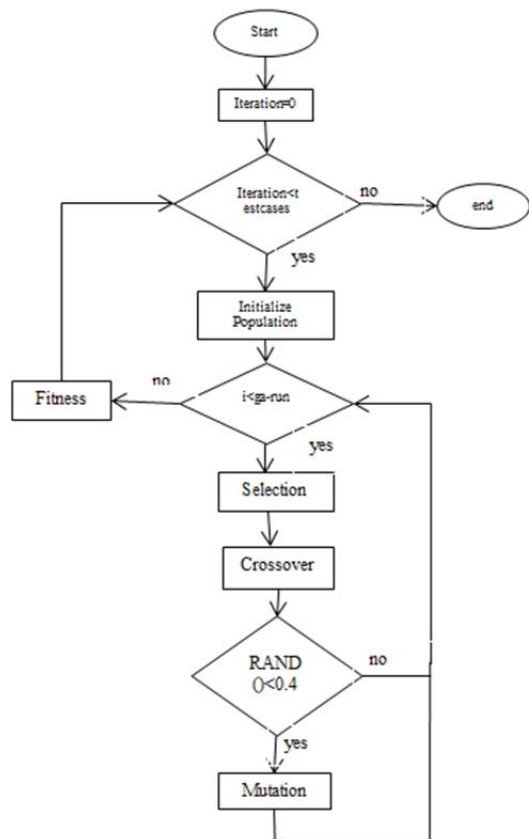 Start
Iteration=0
Iteration<t
estcases
no
end
yes
Initialize
Population
no
i<ga-run
Fitness
yes
Selection
Crossover
RAND
()<0.4
no
yes
Mutation